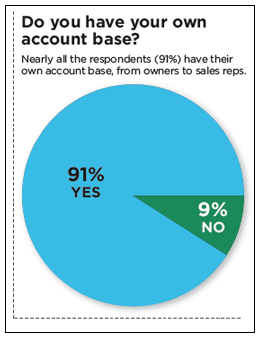 Do you have your own
account base?
Nearly all the respondents (91%) have their
own account base, from owners to sales reps.
91%
YES
9%
NO